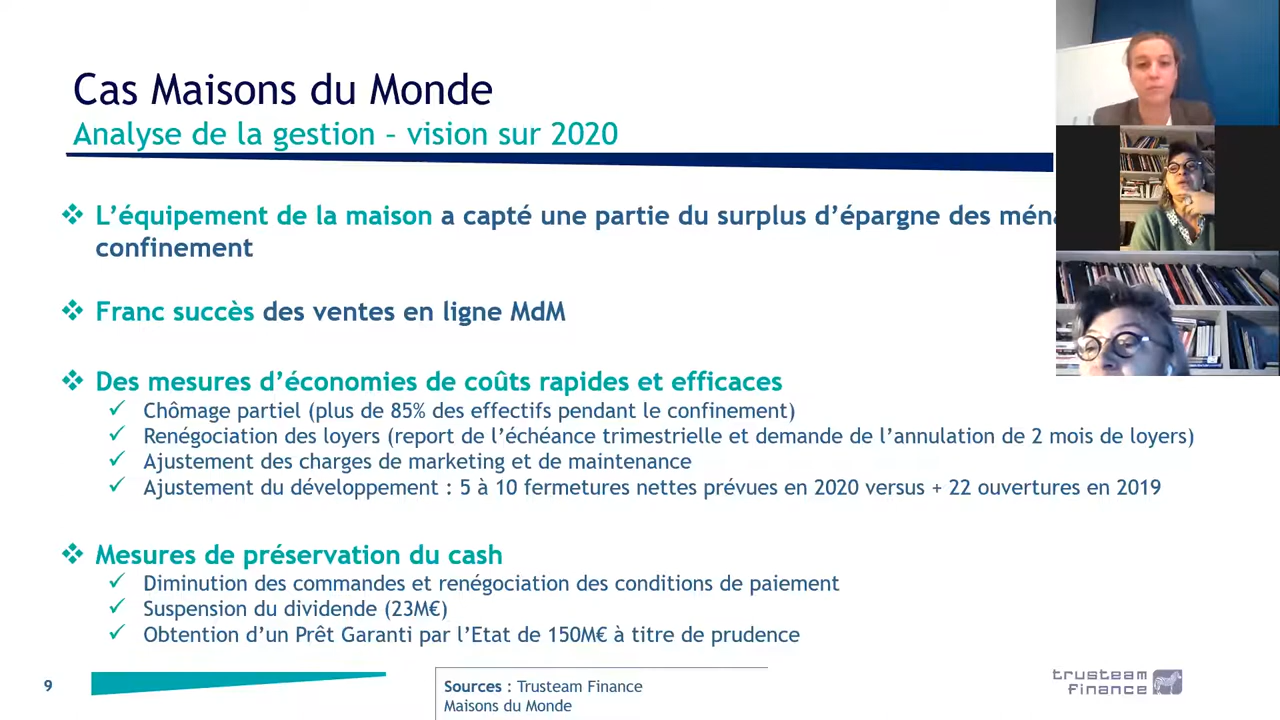 Cas Maisons du Monde
Analyse de la gestion – vision sur 2020
❖ L’équipement de la maison a capté une partie du surplus d’épargne des
confinement
❖ Franc succès des ventes en ligne MdM
❖ Des mesures d’économies de coûts rapides et efficaces
✓ Chômage partiel (plus de 85% des effectifs pendant le confinement)
✓ Renégociation des loyers (report de l’échéance trimestrielle et demande de l’annulation de 2 mois de loyers)
✓ Ajustement des charges de marketing et de maintenance
✓ Ajustement du développement : 5 à 10 fermetures nettes prévues en 2020 versus + 22 ouvertures en 2019
❖ Mesures de préservation du cash
✓ Diminution des commandes et renégociation des conditions de paiement
✓ Suspension du dividende (23M€)
✓ Obtention d’un Prêt Garanti par l’Etat de 150M€ à titre de prudence
9
Sources : Trusteam Finance
Maisons du Monde
trusteam
finance